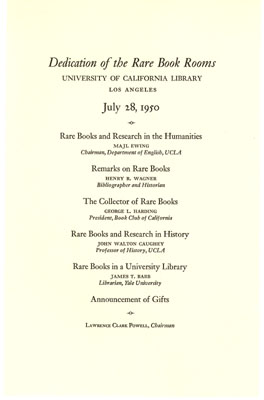 Dedication of the Rare Book Rooms
UNIVERSITY OF CALIFORNIA LIBRARY
LOS ANGELES
July 28, 1950
Rare Books and Research in the Humanities
MAJL EWING
Chairman, Department of English, UCLA
Remarks on Rare Books
HENRY R. WAGNER
Bibliographer and Historian
The Collector of Rare Books
GEORGE L. HARDING
President, Book Club of California
Rare Books and Research in History
JOHN WALTON CAUGHEY
Professor of History, UCLA
Rare Books in a University Library
JAMES T. BABB
Librarian, Yale University
Announcement of Gifts
LAWRENCE CLARK POWELL, Chairman